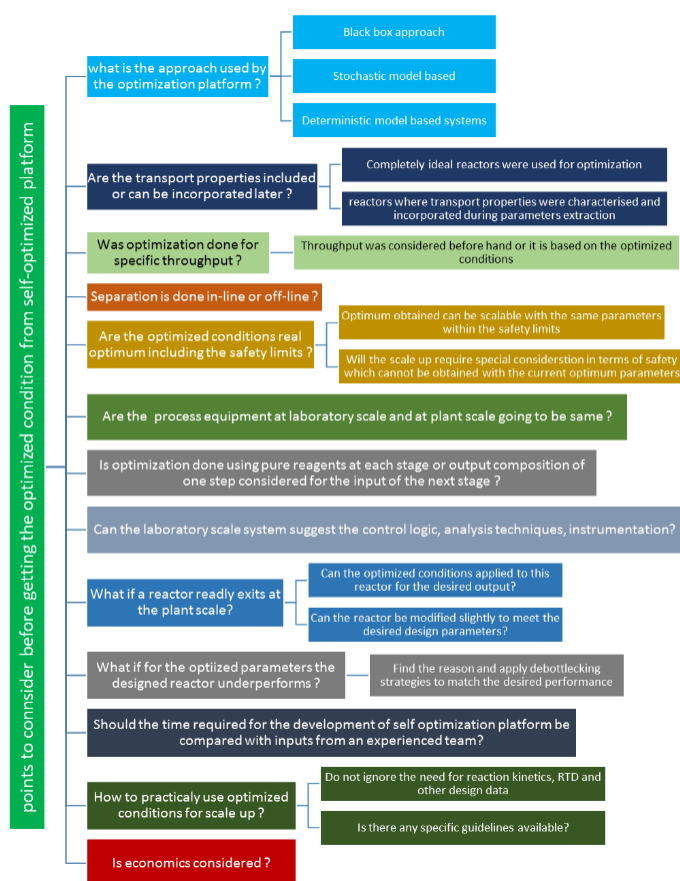 points to connsider before getting the optimized condition from self-optimized platform
what is the approach used by
the optimization platform ?
Black box approach
Stochastic model based
Deterministic model based systems
Are the transport properties included
or can be incorporated later ?
Completely ideal reactors were used for optimization
reactors where transport properties were characterised and
incorporated during parameters extraction
Was optimization done for
specific throughput ?
Throughput was considered before hand or it is based on the optimized
conditions
Separation is done in-line or off-line ?
Are the optimized conditions real
optimum including the safety limits ?
Optimum obtained can be scalable with the same parameters
within the safety limits
Will the scale up require special considerstion in terms of safety
which cannot be obtained with the current optimum parameters
Are the process equipment at laboratory scale and at plant scale going to be same ?
Is optimization done using pure reagents at each stage or output composition of
one step considered for the input of the next stage ?
Can the laboratory scale system suggest the control logic, analysis techniques, instrumentation?
What if a reactor readly exits at
the plant scale?
Can the optimized conditions applied to this
reactor for the desired output?
Can the reactor be modified slightly to meet the
desired design parameters?
What if for the optiized parameters the
designed reactor underperforms ?
Find the reason and apply debottlecking
strategies to match the desired performance
Should the time required for the development of self optimization platform be
compared with inputs from an experienced team?
How to practicaly use optimized
conditions for scale up ?
Do not ignore the need for reaction kinetics, RTD and
other design data
Is there any specific guidelines available?
Is economics considered ?